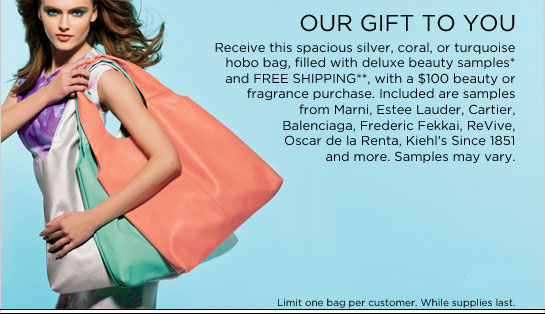 OUR GIFT TO YOU
Receive this spacious silver, coral, or turquoise
hobo bag, filled with deluxe beauty samples*
and FREE SHIPPING**, with a $100 beauty or
fragrance purchase. Included are samples
from Marni, Estee Lauder, Cartier,
Balenciaga, Frederic Fekkai, ReVive,
Oscar de la Renta, Kiehl's Since 1851
and more. Samples may vary.
Limit one bag per customer. While supplies last.